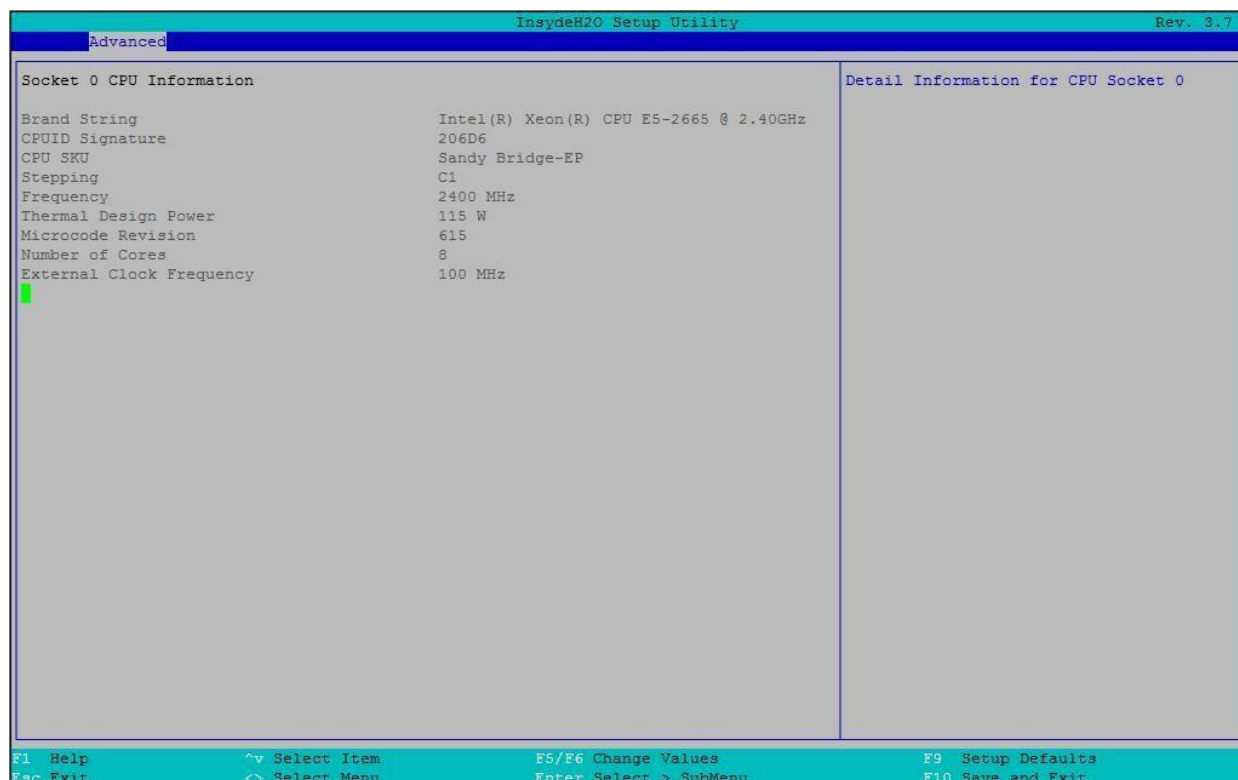 InsydeH2O Setup Utility Rev. 3.7
Advanced
Socket 0 CPU Information
Detail Information for CPU Socket 0
Brand String Intel(R) Xeon(R) CPU E5-2665 @ 2.40GHz
CPUID Signature 206D6
CPU SKU Sandy Bridge-EP
Stepping C1
Frequency 2400 MHz
Thermal Design Power 115 W
Microcode Revision 615
Number of Cores 8
External Clock Frequency 100 MHz
F1 Help ^v Select Item F5/F6 Change Values F9 Setup Defaults
Esc Exit <> Select Menu Enter Select > SubMenu F10 Save and Exit